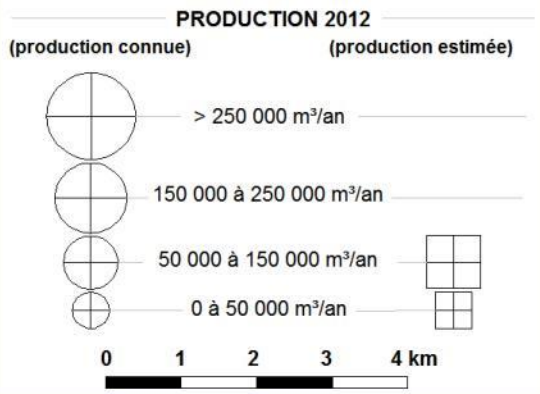 PRODUCTION 2012
(production connue) (production estimée)
> 250 000 m³/an
150 000 à 250 000 m³/an
50 000 à 150 000 m³/an
0 à 50 000 m³/an
0 1 2 3 4 km